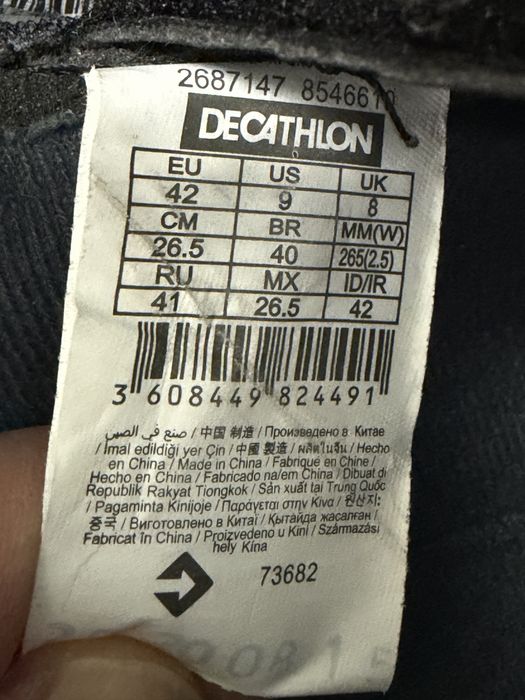 2687147 8546610
DECATHLON
EU US UK
42 9 8
CM BR MM(W)
26.5 40 265(2.5)
RU MX ID/IR
41 26.5 42
3 608449 824491
صنع في الصين / 中国 制造 / Произведено в Китае
/ İmal edildiği yer Çin / 中國 製造 / ผลิตในจีน / Hecho
en China / Made in China / Fabriqué en Chine /
Hecho en China / Fabricado na/em China / Dibuat di
Republik Rakyat Tiongkok / Sản xuất tại Trung Quốc
/ Pagaminta Kinijoje / Παράγεται στην Κίνα / 원산지:
중국 / Виготовлено в Китаї / Қытайда жасалған /
Fabricat în China / Proizvedeno u Kini / Származási
hely Kína
73682